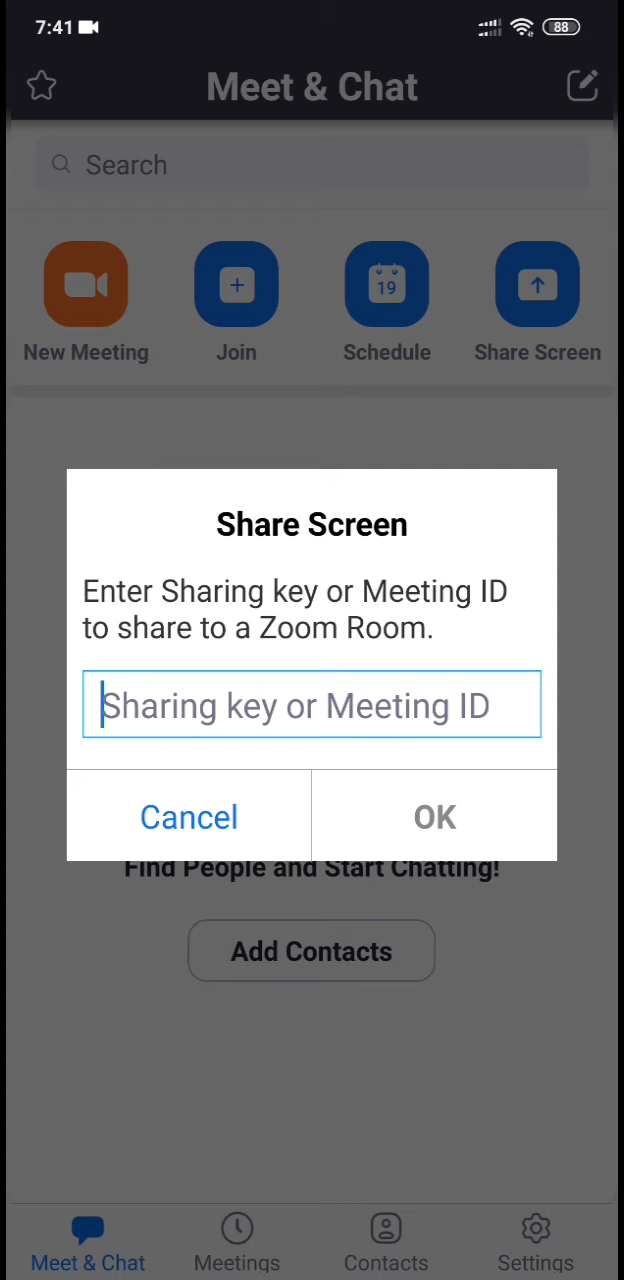 7:41
88
Meet & Chat
Search
19
New Meeting
Join
Schedule
Share Screen
Share Screen
Enter Sharing key or Meeting ID
to share to a Zoom Room.
Sharing key or Meeting ID
Cancel
OK
Find People and Start Chatting!
Add Contacts
Meet & Chat
Meetings
Contacts
Settings